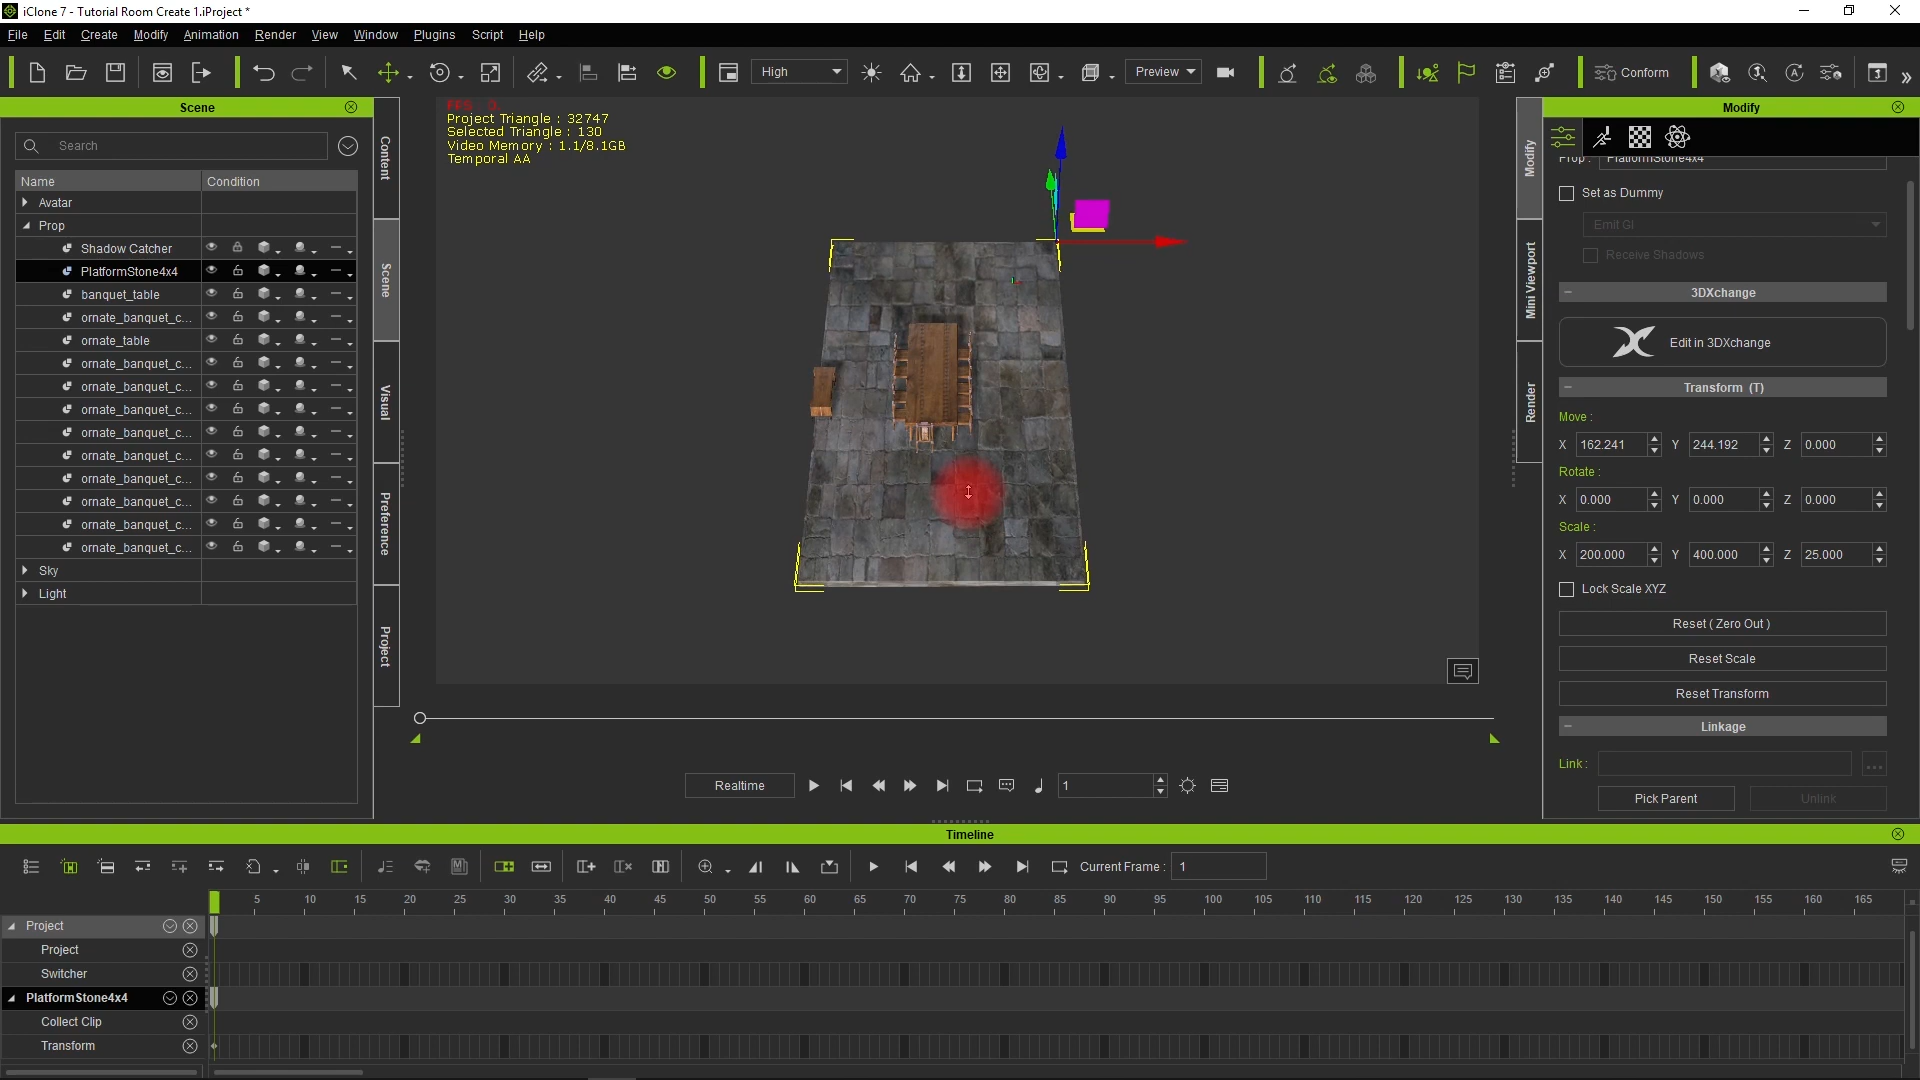 iClone 7 - Tutorial Room Create 1.iProject *
File Edit Create Modify Animation Render View Window Plugins Script Help
High
Preview
Conform
Scene
Search
Name Condition
Avatar
Prop
Shadow Catcher
PlatformStone4x4
banquet_table
ornate_banquet_c...
ornate_table
ornate_banquet_c...
ornate_banquet_c...
ornate_banquet_c...
ornate_banquet_c...
ornate_banquet_c...
ornate_banquet_c...
ornate_banquet_c...
ornate_banquet_c...
ornate_banquet_c...
Sky
Light
Content
Scene
Visual
Preference
Project
Project Triangle : 32747
Selected Triangle : 130
Video Memory : 1.1/8.1GB
Temporal AA
Modify
Mini Viewport
Render
Modify
Prop : PlatformStone4x4
Set as Dummy
Emit GI
Receive Shadows
3DXchange
Edit in 3DXchange
Transform (T)
Move :
X 162.241 Y 244.192 Z 0.000
Rotate :
X 0.000 Y 0.000 Z 0.000
Scale :
X 200.000 Y 400.000 Z 25.000
Lock Scale XYZ
Reset ( Zero Out )
Reset Scale
Reset Transform
Linkage
Link : ...
Pick Parent Unlink
Realtime 1
Timeline
Current Frame : 1
5 10 15 20 25 30 35 40 45 50 55 60 65 70 75 80 85 90 95 100 105 110 115 120 125 130 135 140 145 150 155 160 165
Project
Project
Switcher
PlatformStone4x4
Collect Clip
Transform